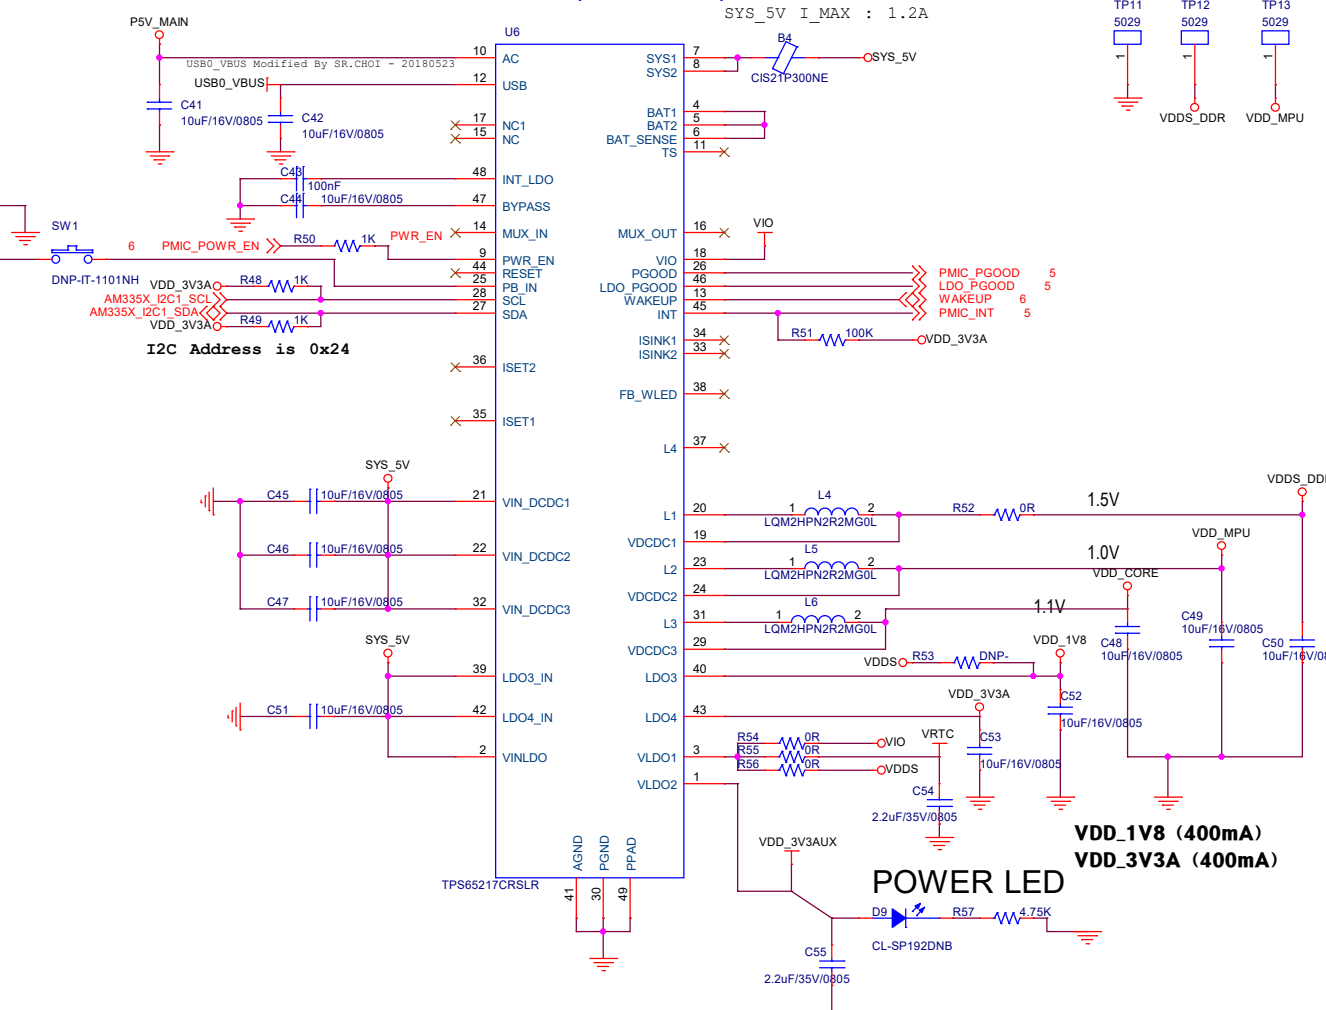 SYS_5V I_MAX : 1.2A
TP11 TP12 TP13
5029 5029 5029
1 1 1
VDDS_DDR VDD_MPU
P5V_MAIN
U6
10 AC
USB0_VBUS Modified By SR.CHOI - 20180523
USB0_VBUS
12 USB
C41
10uF/16V/0805
C42
10uF/16V/0805
17 NC1
15 NC
C43
100nF
48 INT_LDO
C44 10uF/16V/0805
47 BYPASS
SW1
DNP-IT-1101NH
14 MUX_IN
6 PMIC_POWR_EN R50 1K PWR_EN
9 PWR_EN
44 RESET
25 PB_IN
28 SCL
27 SDA
VDD_3V3A R48 1K
AM335X_I2C1_SCL
AM335X_I2C1_SDA
VDD_3V3A R49 1K
I2C Address is 0x24
36 ISET2
35 ISET1
SYS_5V
C45 10uF/16V/0805
21 VIN_DCDC1
C46 10uF/16V/0805
22 VIN_DCDC2
C47 10uF/16V/0805
32 VIN_DCDC3
SYS_5V
39 LDO3_IN
C51 10uF/16V/0805
42 LDO4_IN
2 VINLDO
AGND PGND PPAD
41 30 49
TPS65217CRSLR
SYS1 7
SYS2 8
B4
CIS21P300NE
SYS_5V
BAT1 4
BAT2 5
BAT_SENSE 6
TS 11
MUX_OUT 16
VIO
VIO 18
PGOOD 26
LDO_PGOOD 46
WAKEUP 13
INT 45
PMIC_PGOOD 5
LDO_PGOOD 5
WAKEUP 6
PMIC_INT 5
R51 100K VDD_3V3A
ISINK1 34
ISINK2 33
FB_WLED 38
L4 37
L1 20
VDCDC1 19
L4
1 2
LQM2HPN2R2MG0L
R52 0R
1.5V
VDDS_DD
L2 23
VDCDC2 24
L5
1 2
LQM2HPN2R2MG0L
1.0V
VDD_MPU
VDD_CORE
L3 31
VDCDC3 29
L6
1 2
LQM2HPN2R2MG0L
1.1V
C48
10uF/16V/0805
C49
10uF/16V/0805
C50
10uF/16V/08
VDDS R53 DNP-
VDD_1V8
LDO3 40
C52
10uF/16V/0805
VDD_3V3A
LDO4 43
C53
10uF/16V/0805
VLDO1 3
R54 0R VIO
R55 0R
R56 0R VDDS
VRTC
C54
2.2uF/35V/0805
VLDO2 1
VDD_3V3AUX
VDD_1V8 (400mA)
VDD_3V3A (400mA)
POWER LED
D9
CL-SP192DNB
R57 4.75K
C55
2.2uF/35V/0805